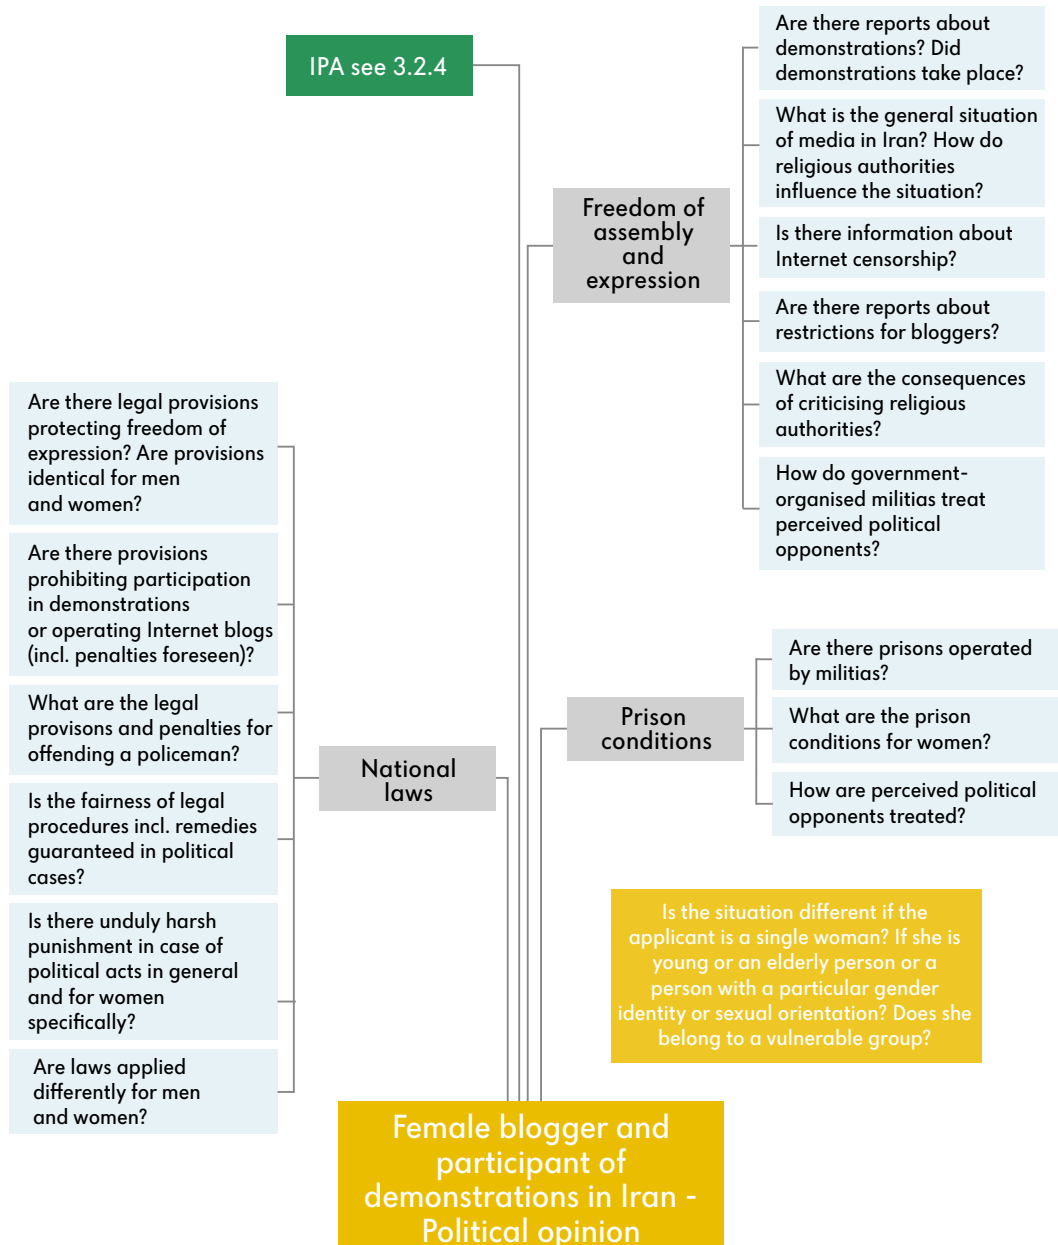 IPA see 3.2.4
Freedom of
assembly
and
expression
Are there reports about
demonstrations? Did
demonstrations take place?
What is the general situation
of media in Iran? How do
religious authorities
influence the situation?
Is there information about
Internet censorship?
Are there reports about
restrictions for bloggers?
What are the consequences
of criticising religious
authorities?
How do government-
organised militias treat
perceived political
opponents?
National
laws
Are there legal provisions
protecting freedom of
expression? Are provisions
identical for men
and women?
Are there provisions
prohibiting participation
in demonstrations
or operating Internet blogs
(incl. penalties foreseen)?
What are the legal
provisons and penalties for
offending a policeman?
Is the fairness of legal
procedures incl. remedies
guaranteed in political
cases?
Is there unduly harsh
punishment in case of
political acts in general
and for women
specifically?
Are laws applied
differently for men
and women?
Prison
conditions
Are there prisons operated
by militias?
What are the prison
conditions for women?
How are perceived political
opponents treated?
Is the situation different if the
applicant is a single woman? If she is
young or an elderly person or a
person with a particular gender
identity or sexual orientation? Does she
belong to a vulnerable group?
Female blogger and
participant of
demonstrations in Iran -
Political opinion